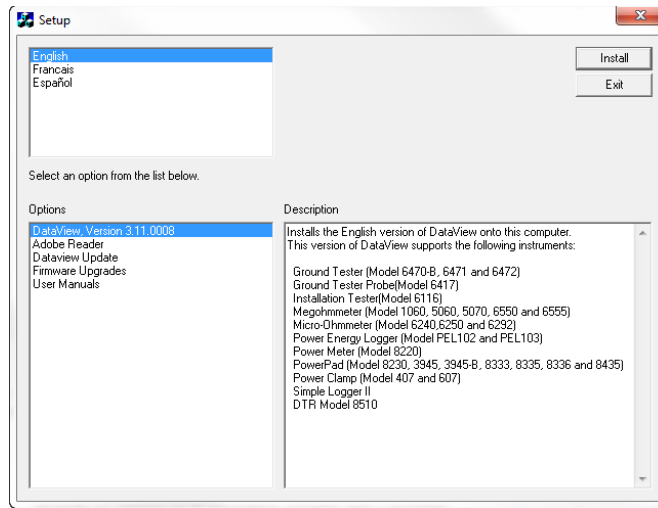 Setup
English
Francais
Español
Install
Exit
Select an option from the list below.
Options
DataView, Version 3.11.0008
Adobe Reader
Dataview Update
Firmware Upgrades
User Manuals
Description
Installs the English version of DataView onto this computer.
This version of DataView supports the following instruments:
Ground Tester (Model 6470-B, 6471 and 6472)
Ground Tester Probe(Model 6417)
Installation Tester(Model 6116)
Megohmmeter (Model 1060, 5060, 5070, 6550 and 6555)
Micro-Ohmmeter (Model 6240,6250 and 6292)
Power Energy Logger (Model PEL102 and PEL103)
Power Meter (Model 8220)
PowerPad (Model 8230, 3945, 3945-B, 8333, 8335, 8336 and 8435)
Power Clamp (Model 407 and 607)
Simple Logger II
DTR Model 8510